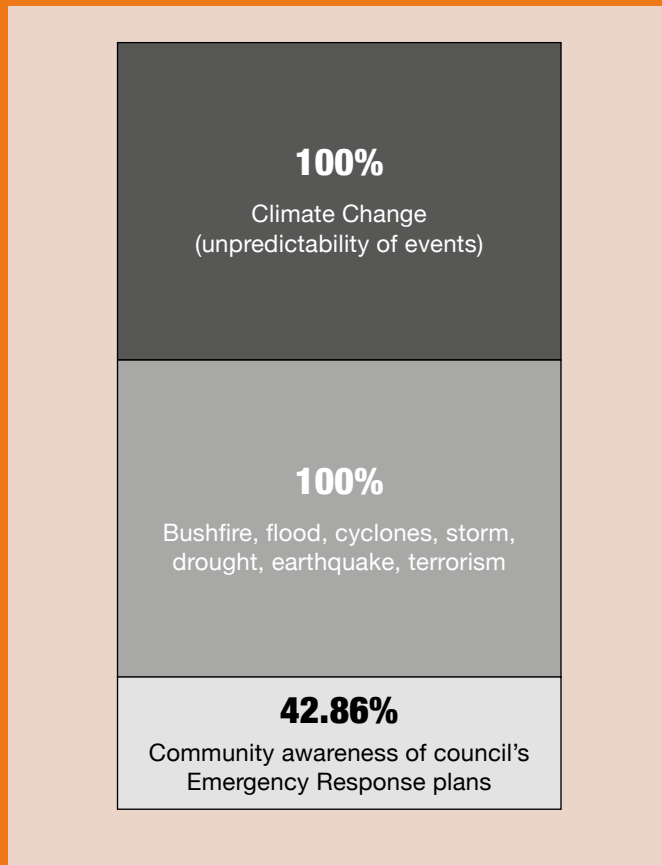 100%
Climate Change
(unpredictability of events)
100%
Bushfire, flood, cyclones, storm,
drought, earthquake, terrorism
42.86%
Community awareness of council’s
Emergency Response plans